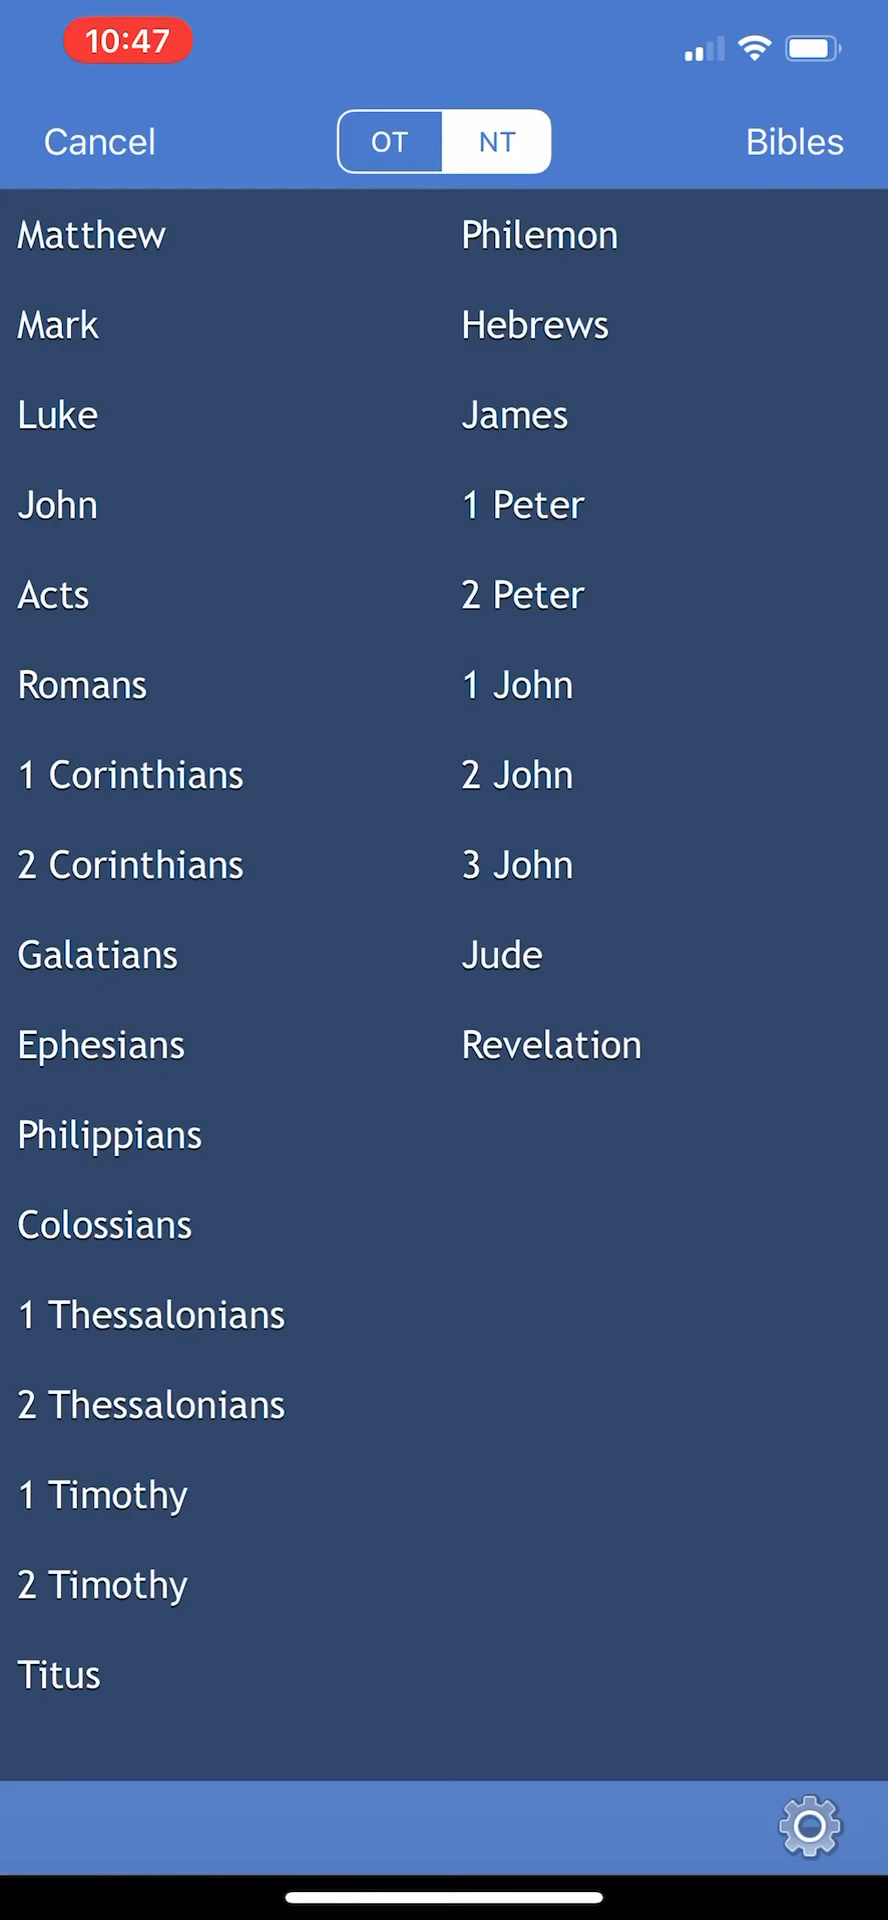 10:47
Cancel OT NT Bibles
Matthew
Mark
Luke
John
Acts
Romans
1 Corinthians
2 Corinthians
Galatians
Ephesians
Philippians
Colossians
1 Thessalonians
2 Thessalonians
1 Timothy
2 Timothy
Titus
Philemon
Hebrews
James
1 Peter
2 Peter
1 John
2 John
3 John
Jude
Revelation